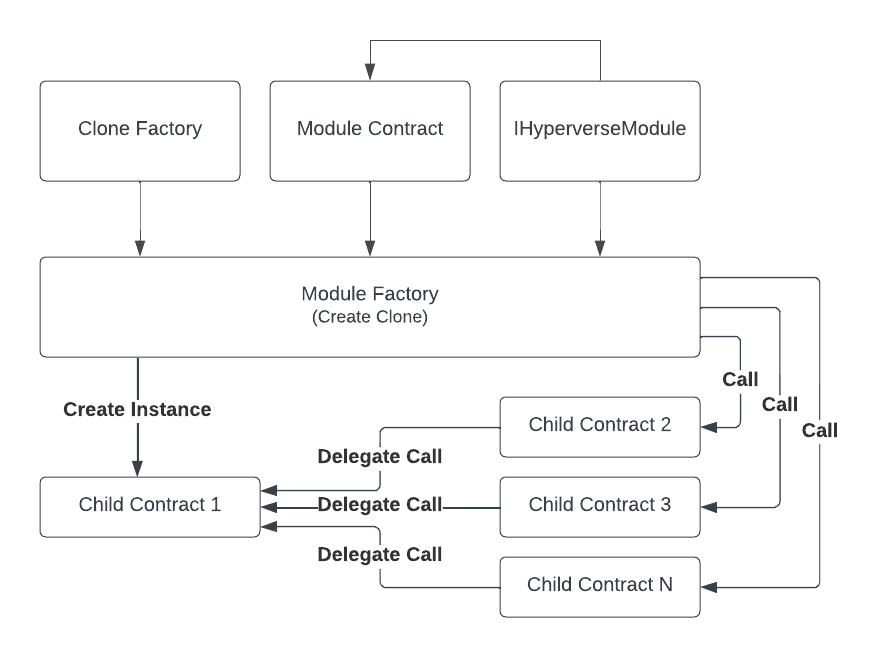 Clone Factory
Module Contract
IHyperverseModule
Module Factory
(Create Clone)
Call
Call
Call
Create Instance
Child Contract 2
Delegate Call
Child Contract 1
Delegate Call
Child Contract 3
Delegate Call
Child Contract N